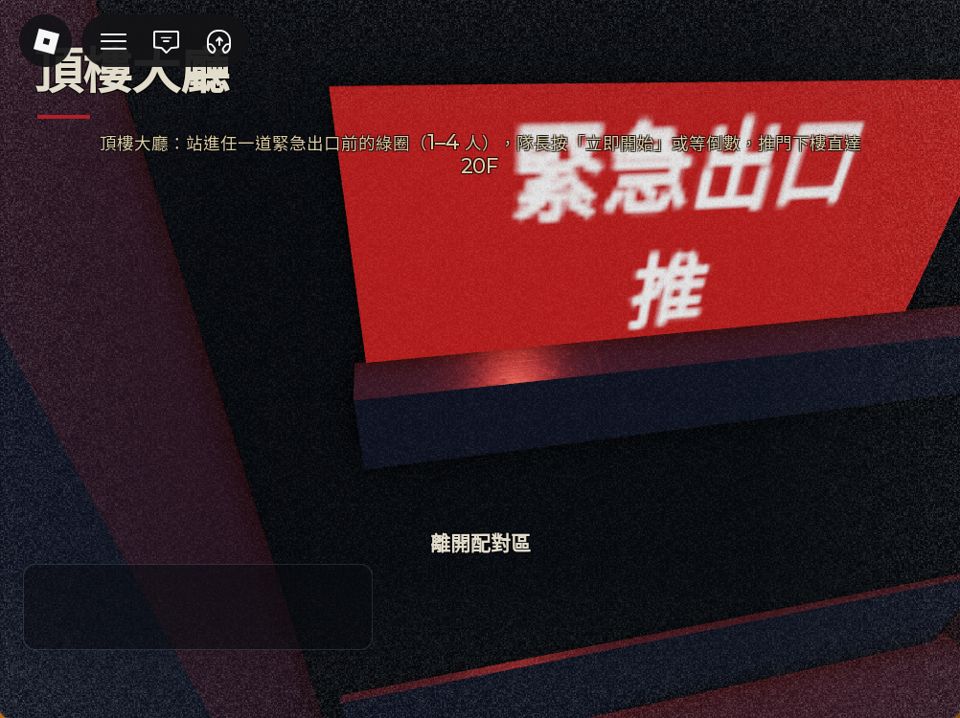 頂樓大廳
頂樓大廳：站進任一道緊急出口前的綠圈（1–4 人），隊長按「立即開始」或等倒數，推門下樓直達
20F
緊急出口
推
離開配對區